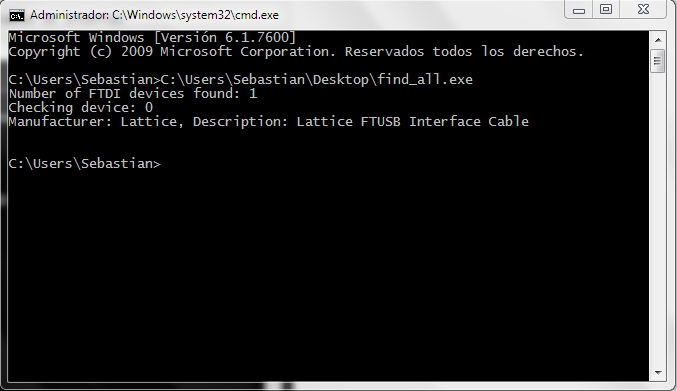 Administrador: C:\Windows\system32\cmd.exe
Microsoft Windows [Versión 6.1.7600]
Copyright (c) 2009 Microsoft Corporation. Reservados todos los derechos.
C:\Users\Sebastian>C:\Users\Sebastian\Desktop\find_all.exe
Number of FTDI devices found: 1
Checking device: 0
Manufacturer: Lattice, Description: Lattice FTUSB Interface Cable
C:\Users\Sebastian>